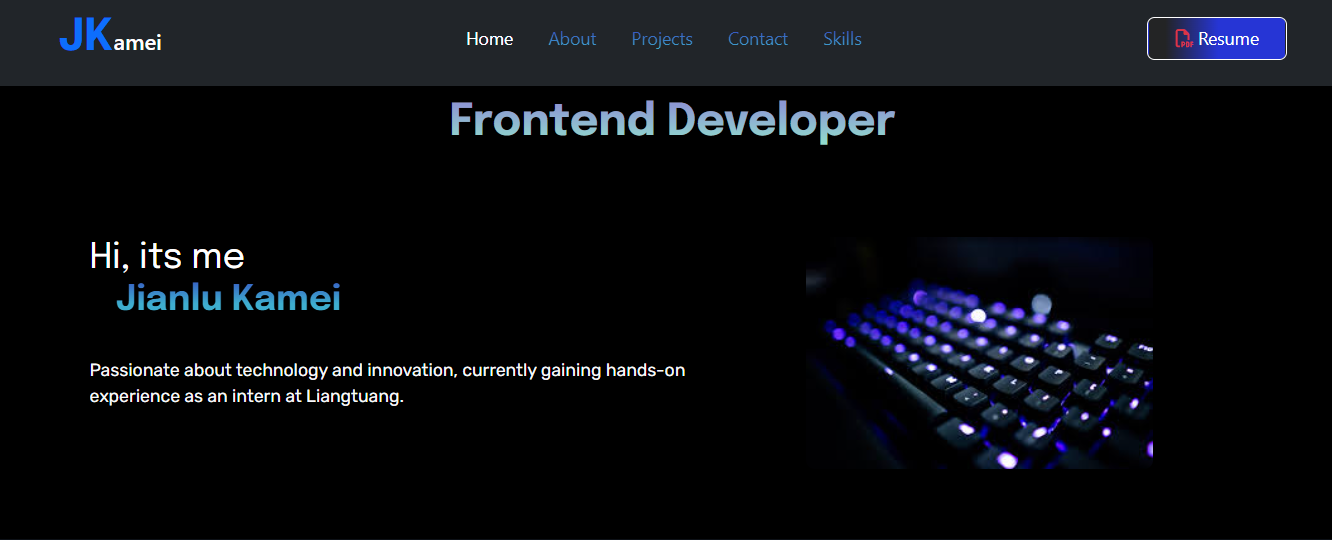 JKamei
Home About Projects Contact Skills
PDF Resume
Frontend Developer
Hi, its me
Jianlu Kamei
Passionate about technology and innovation, currently gaining hands-on
experience as an intern at Liangtuang.